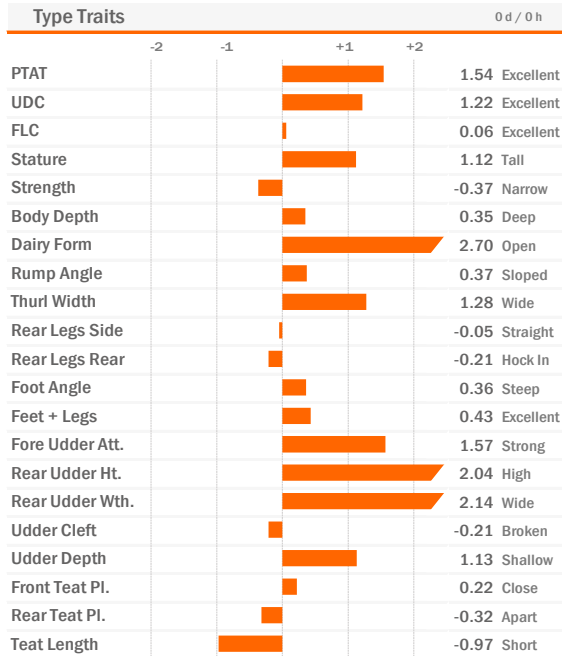 Type Traits 0 d / 0 h
-2 -1 +1 +2
PTAT 1.54 Excellent
UDC 1.22 Excellent
FLC 0.06 Excellent
Stature 1.12 Tall
Strength -0.37 Narrow
Body Depth 0.35 Deep
Dairy Form 2.70 Open
Rump Angle 0.37 Sloped
Thurl Width 1.28 Wide
Rear Legs Side -0.05 Straight
Rear Legs Rear -0.21 Hock In
Foot Angle 0.36 Steep
Feet + Legs 0.43 Excellent
Fore Udder Att. 1.57 Strong
Rear Udder Ht. 2.04 High
Rear Udder Wth. 2.14 Wide
Udder Cleft -0.21 Broken
Udder Depth 1.13 Shallow
Front Teat Pl. 0.22 Close
Rear Teat Pl. -0.32 Apart
Teat Length -0.97 Short